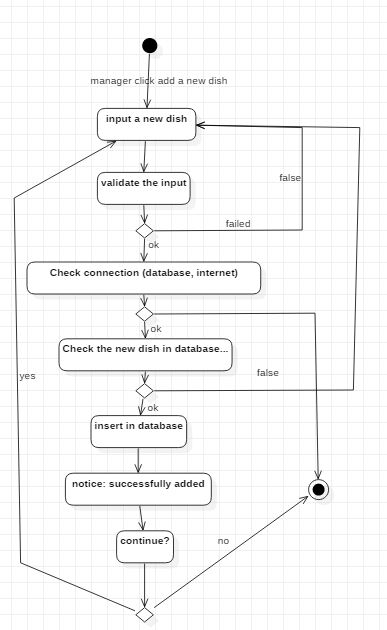 manager click add a new dish
input a new dish
validate the input
false
failed
ok
Check connection (database, internet)
ok
Check the new dish in database...
false
yes
ok
insert in database
notice: successfully added
continue?
no